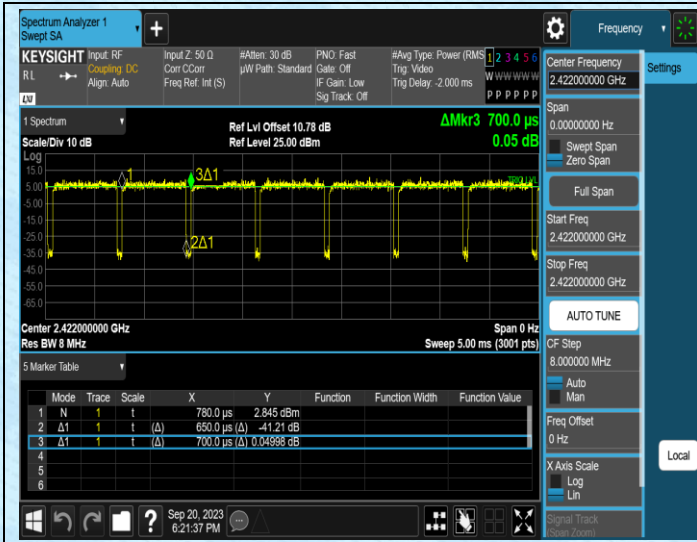 Spectrum Analyzer 1
Swept SA
Frequency
KEYSIGHT
Input: RF
Coupling: DC
Align: Auto
Input Z: 50 Ω
Corr CCorr
Freq Ref: Int (S)
#Atten: 30 dB
µW Path: Standard
PNO: Fast
Gate: Off
IF Gain: Low
Sig Track: Off
#Avg Type: Power (RMS
Trig: Video
Trig Delay: -2.000 ms
1 2 3 4 5 6
W W W W W W
P P P P P P
RL
LXI
1 Spectrum
Scale/Div 10 dB
Ref Lvl Offset 10.78 dB
Ref Level 25.00 dBm
ΔMkr3 700.0 µs
0.05 dB
Log
15.0
5.00
-5.00
-15.0
-25.0
-35.0
-45.0
-55.0
-65.0
1
3Δ1
2Δ1
TRIG LVL
Center 2.422000000 GHz
Res BW 8 MHz
Span 0 Hz
Sweep 5.00 ms (3001 pts)
5 Marker Table
Mode Trace Scale X Y Function Function Width Function Value
1 N 1 t 780.0 µs 2.845 dBm
2 Δ1 1 t (Δ) 650.0 µs (Δ) -41.21 dB
3 Δ1 1 t (Δ) 700.0 µs (Δ) 0.04998 dB
4
5
6
Sep 20, 2023
6:21:37 PM
Center Frequency
2.422000000 GHz
Settings
Span
0.00000000 Hz
Swept Span
Zero Span
Full Span
Start Freq
2.422000000 GHz
Stop Freq
2.422000000 GHz
AUTO TUNE
CF Step
8.000000 MHz
Auto
Man
Freq Offset
0 Hz
X Axis Scale
Log
Lin
Local
Signal Track
(Span Zoom)